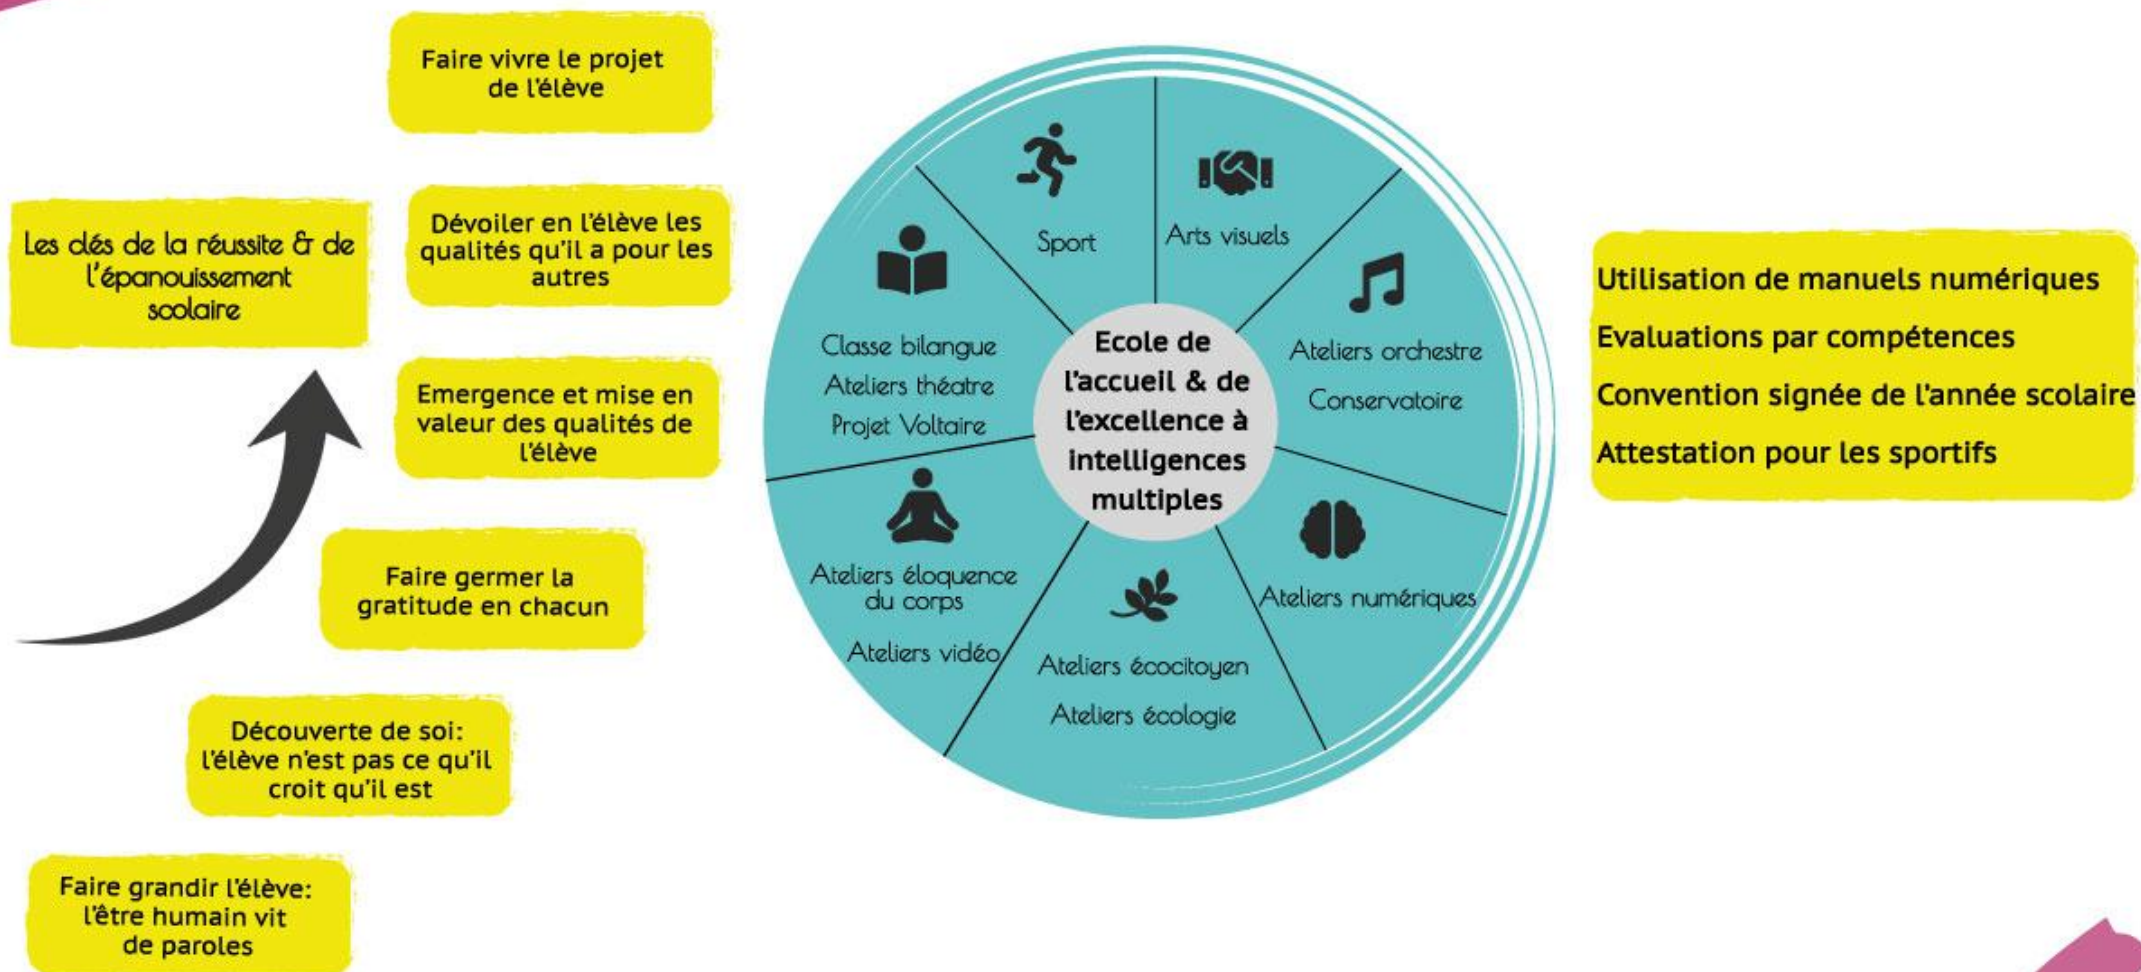 Faire vivre le projet
de l'élève
Les clés de la réussite & de
l'épanouissement
scolaire
Dévoiler en l'élève les
qualités qu'il a pour les
autres
Emergence et mise en
valeur des qualités de
l'élève
Faire germer la
gratitude en chacun
Découverte de soi:
l'élève n'est pas ce qu'il
croit qu'il est
Faire grandir l'élève:
l'être humain vit
de paroles
Sport
Arts visuels
Classe bilangue
Ateliers théatre
Projet Voltaire
Ecole de
l'accueil & de
l'excellence à
intelligences
multiples
Ateliers orchestre
Conservatoire
Ateliers éloquence
du corps
Ateliers vidéo
Ateliers écocitoyen
Ateliers écologie
Ateliers numériques
Utilisation de manuels numériques
Evaluations par compétences
Convention signée de l'année scolaire
Attestation pour les sportifs